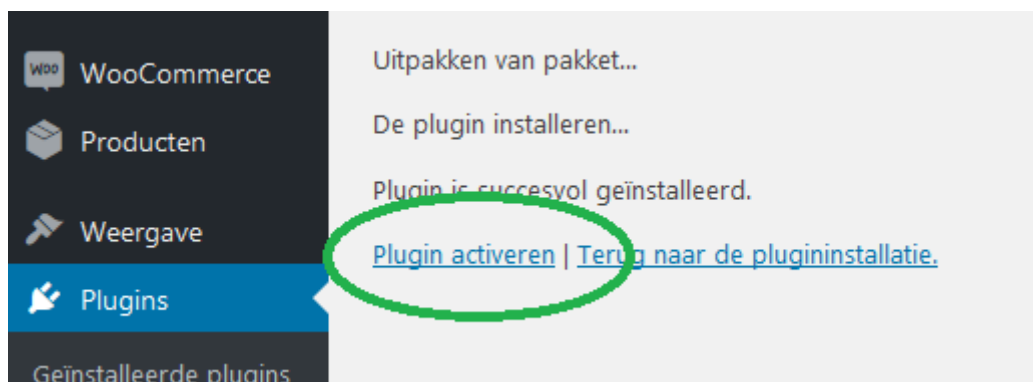 Woo WooCommerce
Producten
Weergave
Plugins
Geïnstalleerde plugins
Uitpakken van pakket...
De plugin installeren...
Plugin is succesvol geïnstalleerd.
Plugin activeren | Terug naar de plugininstallatie.